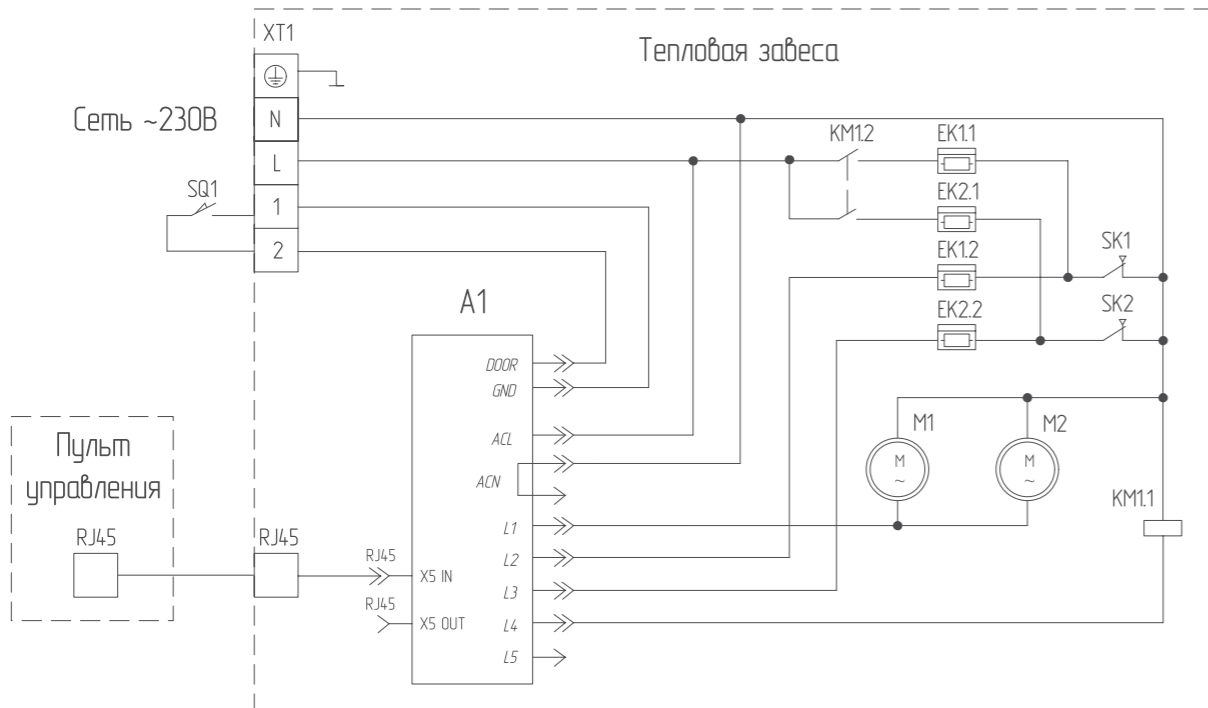 XT1
Тепловая завеса
Сеть ~230В
N
L
1
2
SQ1
KM1.2
EK1.1
EK2.1
EK1.2
EK2.2
SK1
SK2
A1
DOOR
GND
ACL
ACN
L1
L2
L3
L4
L5
M1
M
~
M2
M
~
KM1.1
Пульт
управления
RJ45
RJ45
RJ45
X5 IN
RJ45
X5 OUT